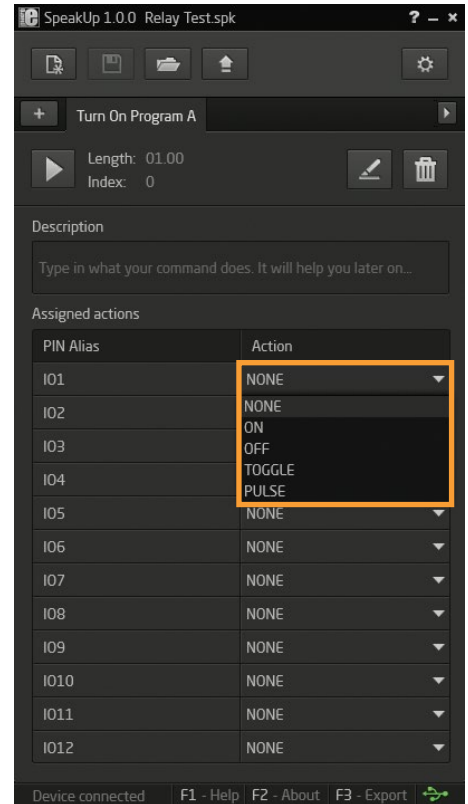 SpeakUp 1.0.0 Relay Test.spk ? – ×
+ Turn On Program A
Length: 01.00
Index: 0
Description
Type in what your command does. It will help you later on...
Assigned actions
PIN Alias Action
IO1 NONE
IO2 NONE
ON
IO3 OFF
IO4 TOGGLE
PULSE
IO5 NONE
IO6 NONE
IO7 NONE
IO8 NONE
IO9 NONE
IO10 NONE
IO11 NONE
IO12 NONE
Device connected F1 - Help F2 - About F3 - Export